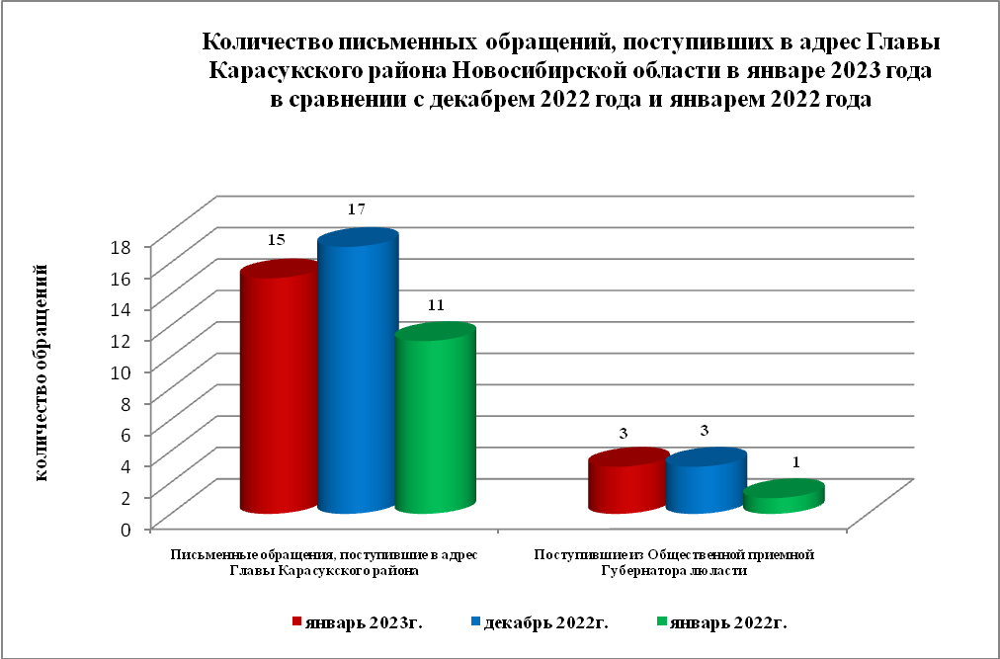 Количество письменных обращений, поступивших в адрес Главы
Карасукского района Новосибирской области в январе 2023 года
в сравнении с декабрем 2022 года и январем 2022 года
количество обращений
18
16
14
12
10
8
6
4
2
0
15
17
11
3
3
1
Письменные обращения, поступившие в адрес
Главы Карасукского района
Поступившие из Общественной приемной
Губернатора люласти
январь 2023г.
декабрь 2022г.
январь 2022г.